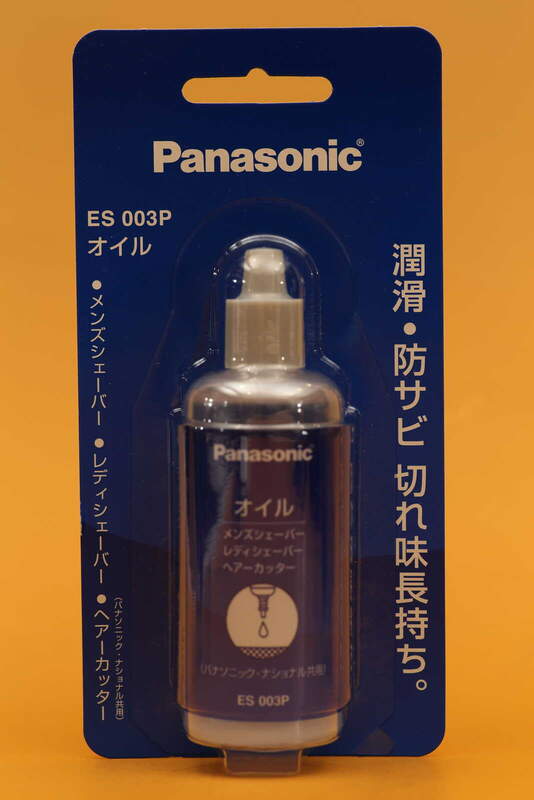 Panasonic®
ES 003P
オイル
潤滑・防サビ 切れ味長持ち。
●メンズシェーバー ●レディシェーバー ●ヘアーカッター
(パナソニック・ナショナル共用)
Panasonic
オイル
メンズシェーバー
レディシェーバー
ヘアーカッター
(パナソニック・ナショナル共用)
ES 003P